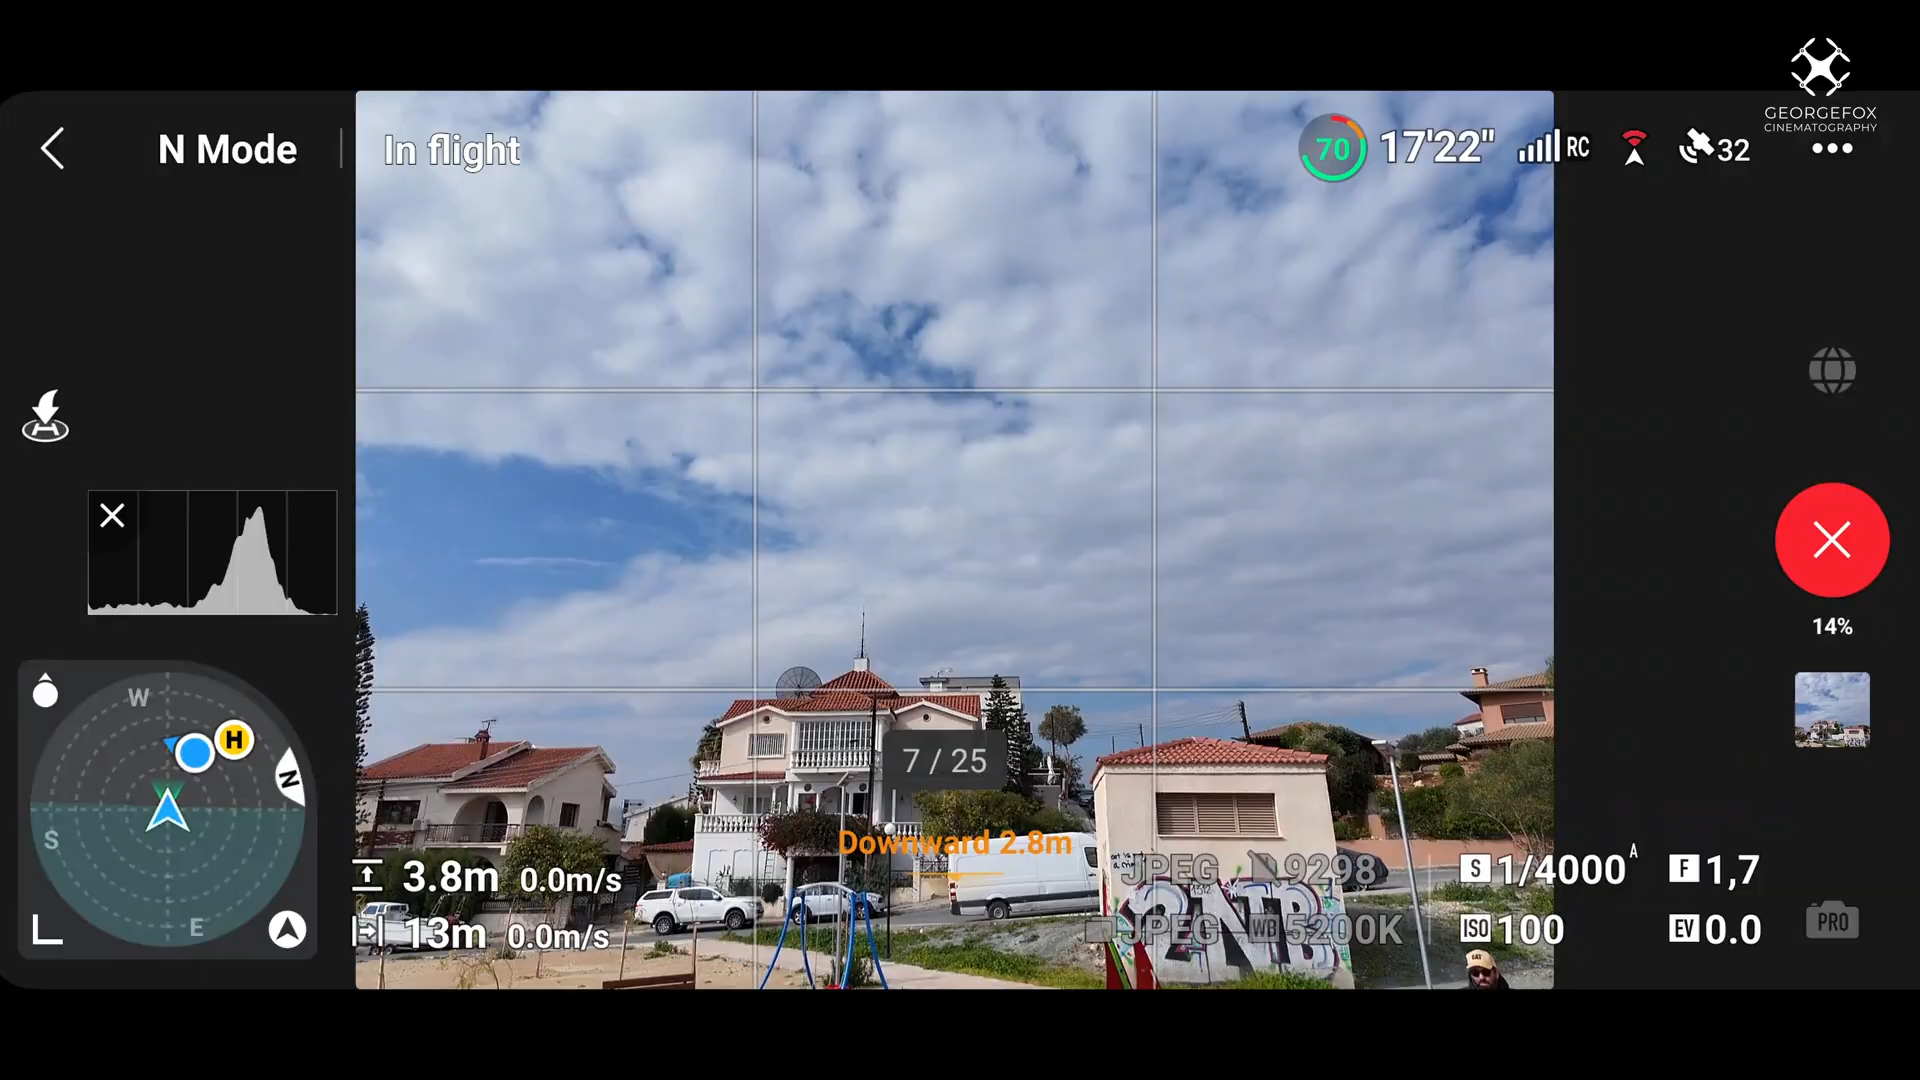 GEORGEFOX
CINEMATOGRAPHY
N Mode
In flight
70
17'22"
RC
32
14%
W
H
N
S
E
7 / 25
Downward 2.8m
3.8m 0.0m/s
13m 0.0m/s
JPEG 9298
JPEG WB 5200K
S 1/4000 A
F 1,7
ISO 100
EV 0.0
PRO
1312
CAT